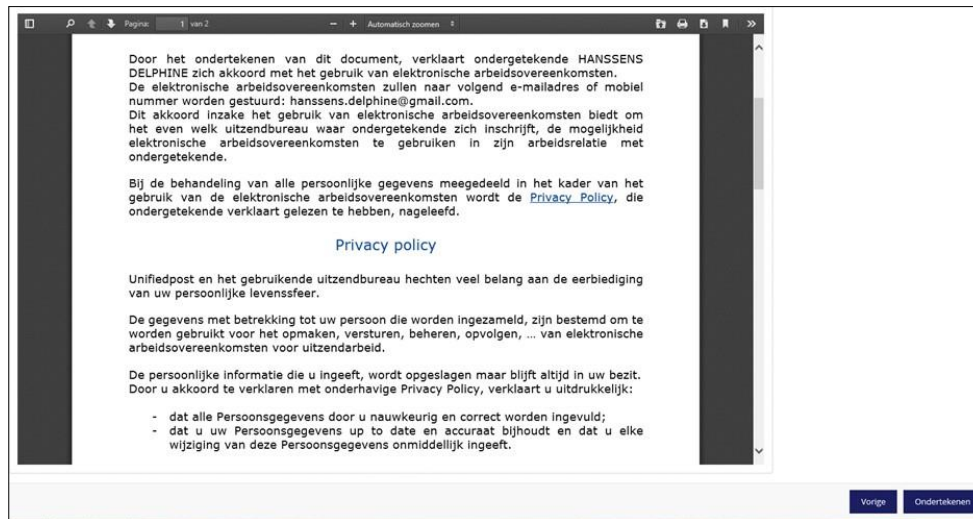 Pagina: 1 van 2 − + Automatisch zoomen
Door het ondertekenen van dit document, verklaart ondergetekende HANSSENS
DELPHINE zich akkoord met het gebruik van elektronische arbeidsovereenkomsten.
De elektronische arbeidsovereenkomsten zullen naar volgend e-mailadres of mobiel
nummer worden gestuurd: hanssens.delphine@gmail.com.
Dit akkoord inzake het gebruik van elektronische arbeidsovereenkomsten biedt om
het even welk uitzendbureau waar ondergetekende zich inschrijft, de mogelijkheid
elektronische arbeidsovereenkomsten te gebruiken in zijn arbeidsrelatie met
ondergetekende.
Bij de behandeling van alle persoonlijke gegevens meegedeeld in het kader van het
gebruik van de elektronische arbeidsovereenkomsten wordt de Privacy Policy, die
ondergetekende verklaart gelezen te hebben, nageleefd.
Privacy policy
Unifiedpost en het gebruikende uitzendbureau hechten veel belang aan de eerbiediging
van uw persoonlijke levenssfeer.
De gegevens met betrekking tot uw persoon die worden ingezameld, zijn bestemd om te
worden gebruikt voor het opmaken, versturen, beheren, opvolgen, ... van elektronische
arbeidsovereenkomsten voor uitzendarbeid.
De persoonlijke informatie die u ingeeft, wordt opgeslagen maar blijft altijd in uw bezit.
Door u akkoord te verklaren met onderhavige Privacy Policy, verklaart u uitdrukkelijk:
- dat alle Persoonsgegevens door u nauwkeurig en correct worden ingevuld;
- dat u uw Persoonsgegevens up to date en accuraat bijhoudt en dat u elke
wijziging van deze Persoonsgegevens onmiddellijk ingeeft.
Vorige Ondertekenen